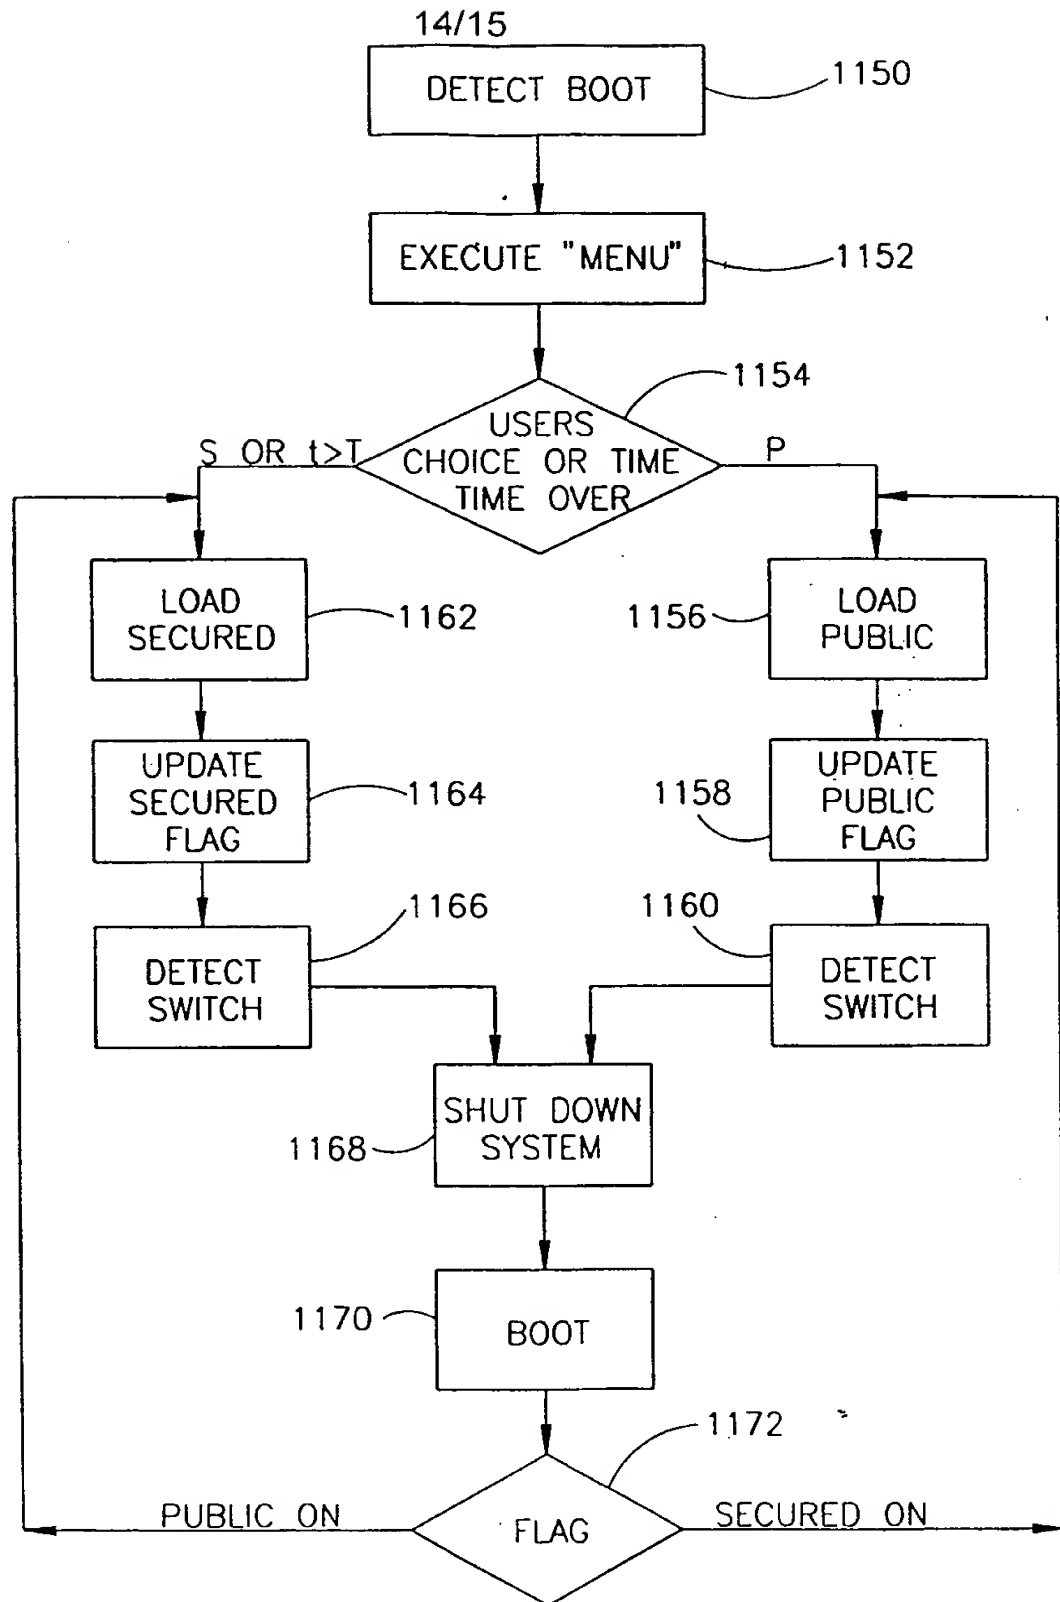 14/15
DETECT BOOT
1150
EXECUTE "MENU"
1152
1154
USERS
CHOICE OR TIME
TIME OVER
S OR t>T
P
LOAD
SECURED
1162
1156
LOAD
PUBLIC
UPDATE
SECURED
FLAG
1164
1158
UPDATE
PUBLIC
FLAG
1166
1160
DETECT
SWITCH
DETECT
SWITCH
SHUT DOWN
SYSTEM
1168
1170
BOOT
1172
PUBLIC ON
FLAG
SECURED ON